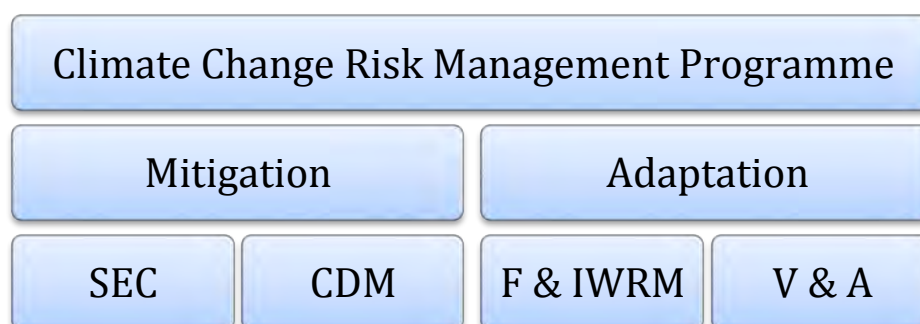 Climate Change Risk Management Programme
Mitigation Adaptation
SEC CDM F & IWRM V & A